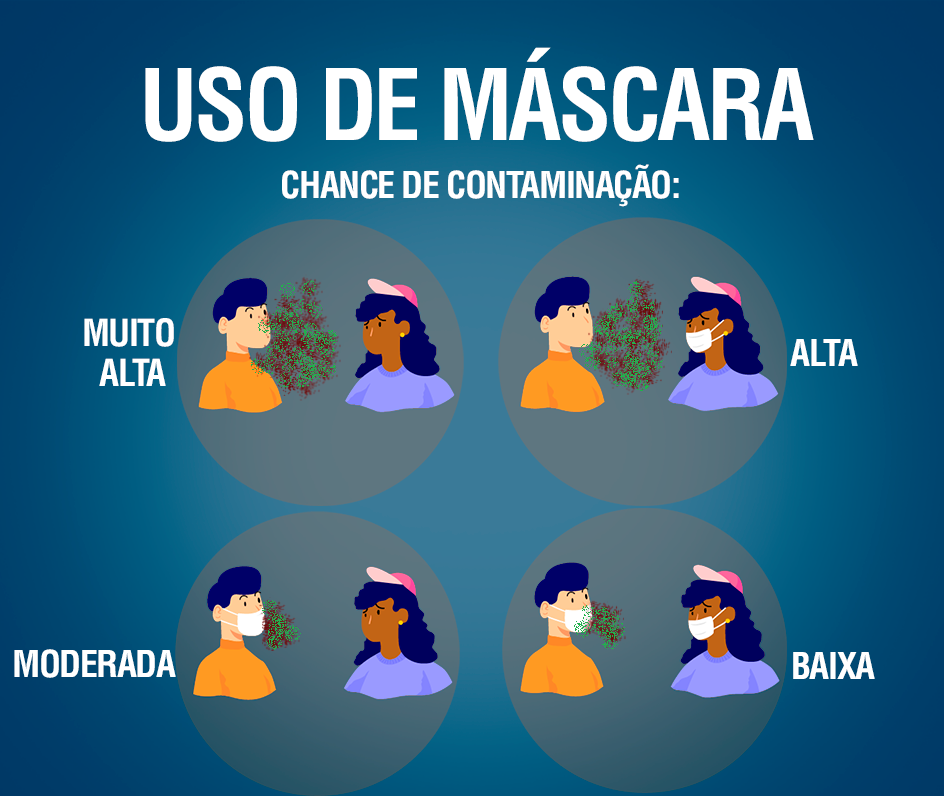 USO DE MÁSCARA
CHANCE DE CONTAMINAÇÃO:
MUITO
ALTA
ALTA
MODERADA
BAIXA